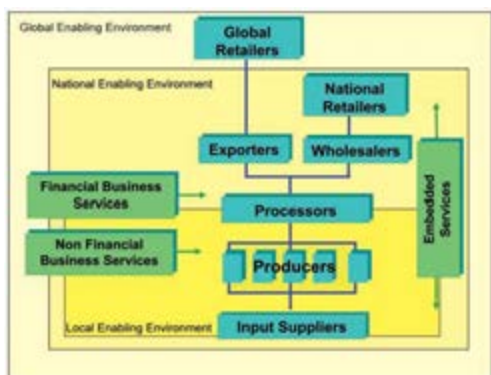 Global Enabling Environment
Global
Retailers
National Enabling Environment
National
Retailers
Exporters
Wholesalers
Financial Business
Services
Processors
Embedded
Services
Non Financial
Business Services
Producers
Local Enabling Environment
Input Suppliers